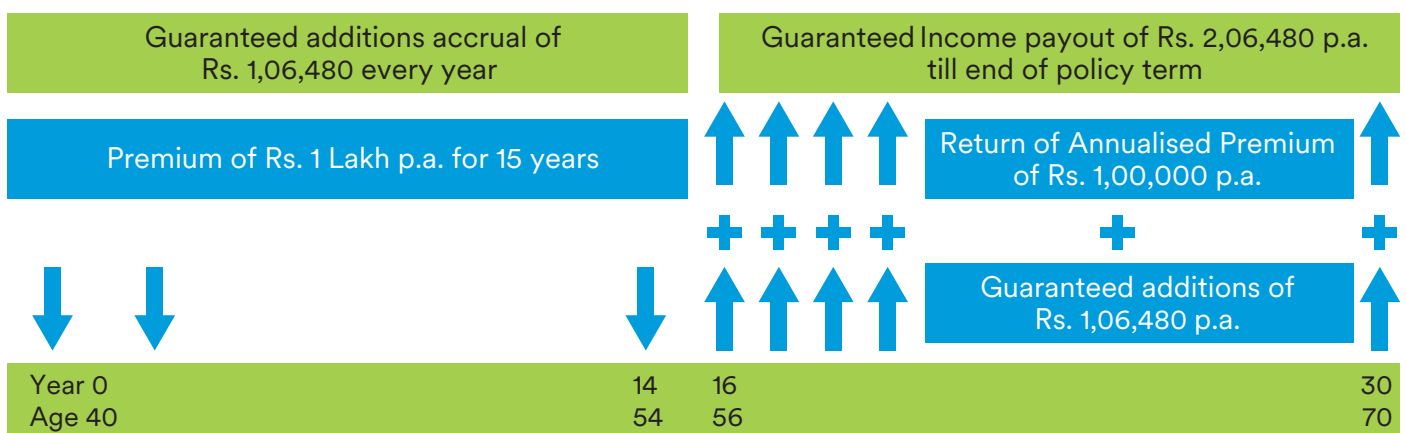 Guaranteed additions accrual of
Rs. 1,06,480 every year
Guaranteed Income payout of Rs. 2,06,480 p.a.
till end of policy term
Premium of Rs. 1 Lakh p.a. for 15 years
Return of Annualised Premium
of Rs. 1,00,000 p.a.
Guaranteed additions of
Rs. 1,06,480 p.a.
Year 0 14 16 30
Age 40 54 56 70